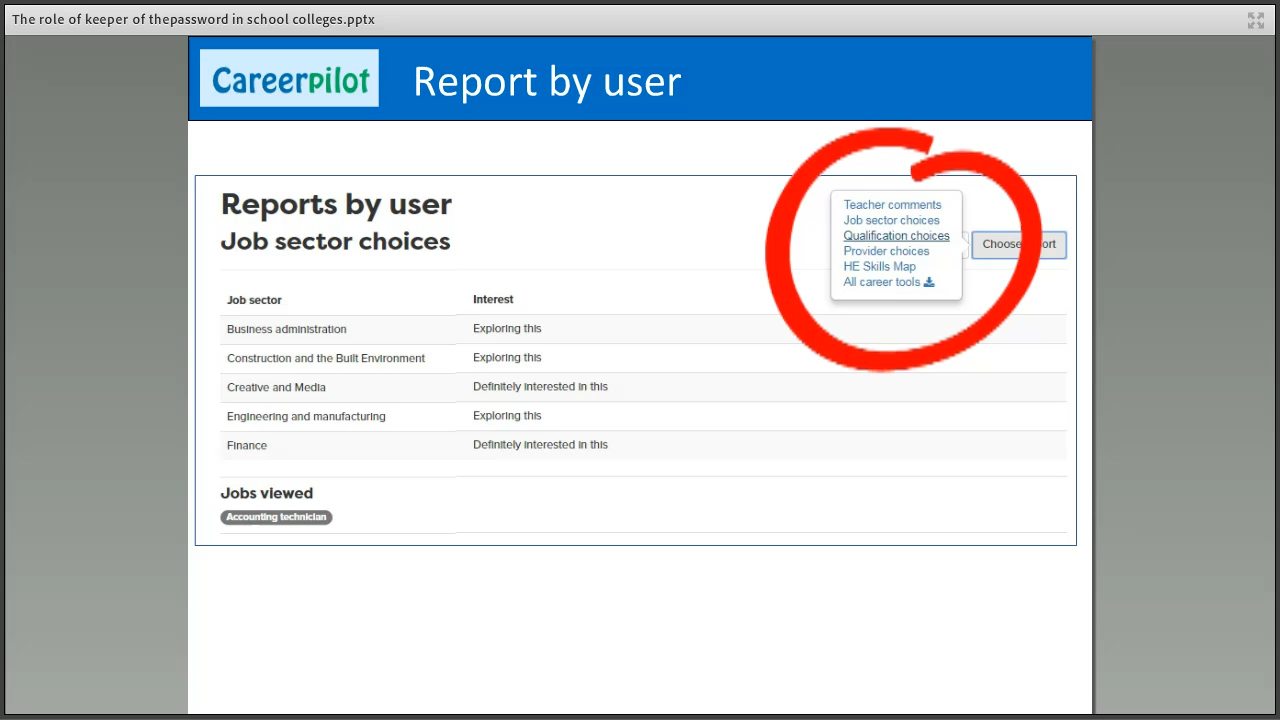 The role of keeper of thepassword in school colleges.pptx
Careerpilot
Report by user
Reports by user
Job sector choices
Teacher comments
Job sector choices
Qualification choices
Provider choices
HE Skills Map
All career tools
Job sector Interest
Business administration Exploring this
Construction and the Built Environment Exploring this
Creative and Media Definitely interested in this
Engineering and manufacturing Exploring this
Finance Definitely interested in this
Jobs viewed
Accounting technician